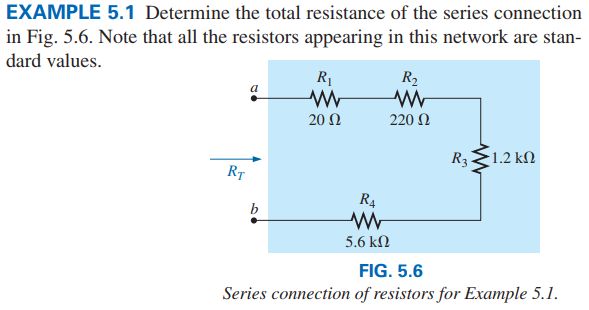 EXAMPLE 5.1 Determine the total resistance of the series connection
in Fig. 5.6. Note that all the resistors appearing in this network are stan-
dard values.
R1 R2
a
20 Ω 220 Ω
R3 1.2 kΩ
RT
R4
b
5.6 kΩ
FIG. 5.6
Series connection of resistors for Example 5.1.